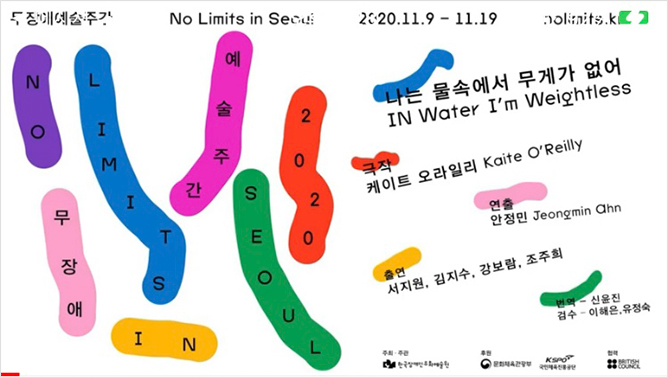 무장애예술주간 No Limits in Seoul 2020.11.9 – 11.19 nolimits.kr
NO
LIMITS
예술주간
2020
무장애
IN
SEOUL
나는 물속에서 무게가 없어
IN Water I'm Weightless
극작
케이트 오라일리 Kaite O'Reilly
연출
안정민 Jeongmin ahn
출연
서지원, 김지수, 강보람, 조주희
번역 – 신윤진
검수 – 이해은,유정숙
주최 · 주관
한국장애인문화예술원
후원
문화체육관광부
KSPO
국민체육진흥공단
협력
BRITISH
COUNCIL